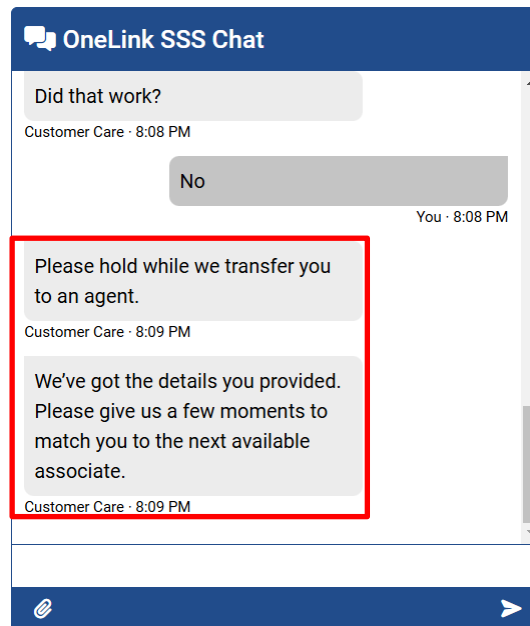 OneLink SSS Chat
Did that work?
Customer Care · 8:08 PM
No
You · 8:08 PM
Please hold while we transfer you
to an agent.
Customer Care · 8:09 PM
We’ve got the details you provided.
Please give us a few moments to
match you to the next available
associate.
Customer Care · 8:09 PM